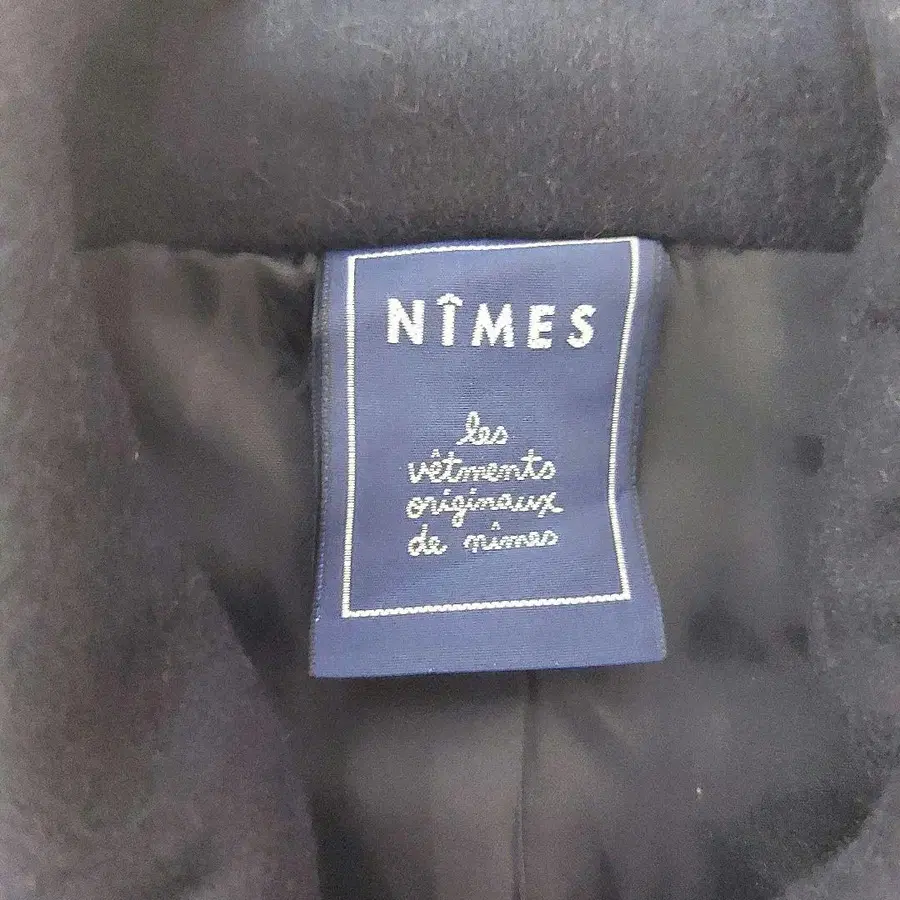 NÎMES
les
vêtments
originaux
de nîmes